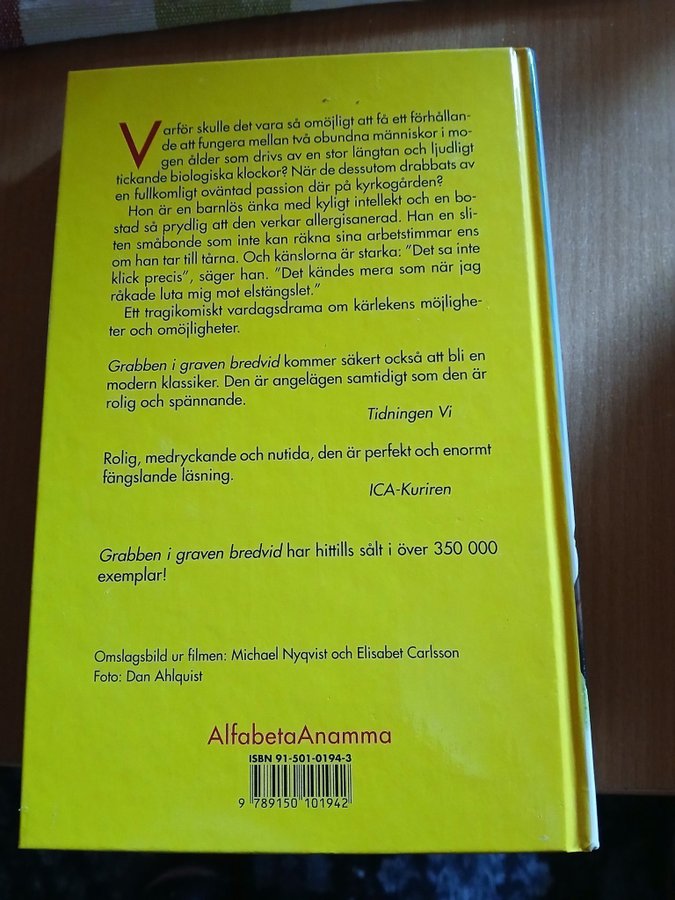 Varför skulle det vara så omöjligt att få ett förhållan-
de att fungera mellan två obundna människor i mo-
gen ålder som drivs av en stor längtan och ljudligt
tickande biologiska klockor? När de dessutom drabbats av
en fullkomligt oväntad passion där på kyrkogården?
Hon är en barnlös änka med kyligt intellekt och en bo-
stad så prydlig att den verkar allergisanerad. Han en sli-
ten småbonde som inte kan räkna sina arbetstimmar ens
om han tar till tårna. Och känslorna är starka: "Det sa inte
klick precis", säger han. "Det kändes mera som när jag
råkade luta mig mot elstängslet."
Ett tragikomiskt vardagsdrama om kärlekens möjlighe-
ter och omöjligheter.
Grabben i graven bredvid kommer säkert också att bli en
modern klassiker. Den är angelägen samtidigt som den är
rolig och spännande.
Tidningen Vi
Rolig, medryckande och nutida, den är perfekt och enormt
fängslande läsning.
ICA-Kuriren
Grabben i graven bredvid har hittills sålt i över 350 000
exemplar!
Omslagsbild ur filmen: Michael Nyqvist och Elisabet Carlsson
Foto: Dan Ahlquist
AlfabetaAnamma
ISBN 91-501-0194-3
9 789150 101942